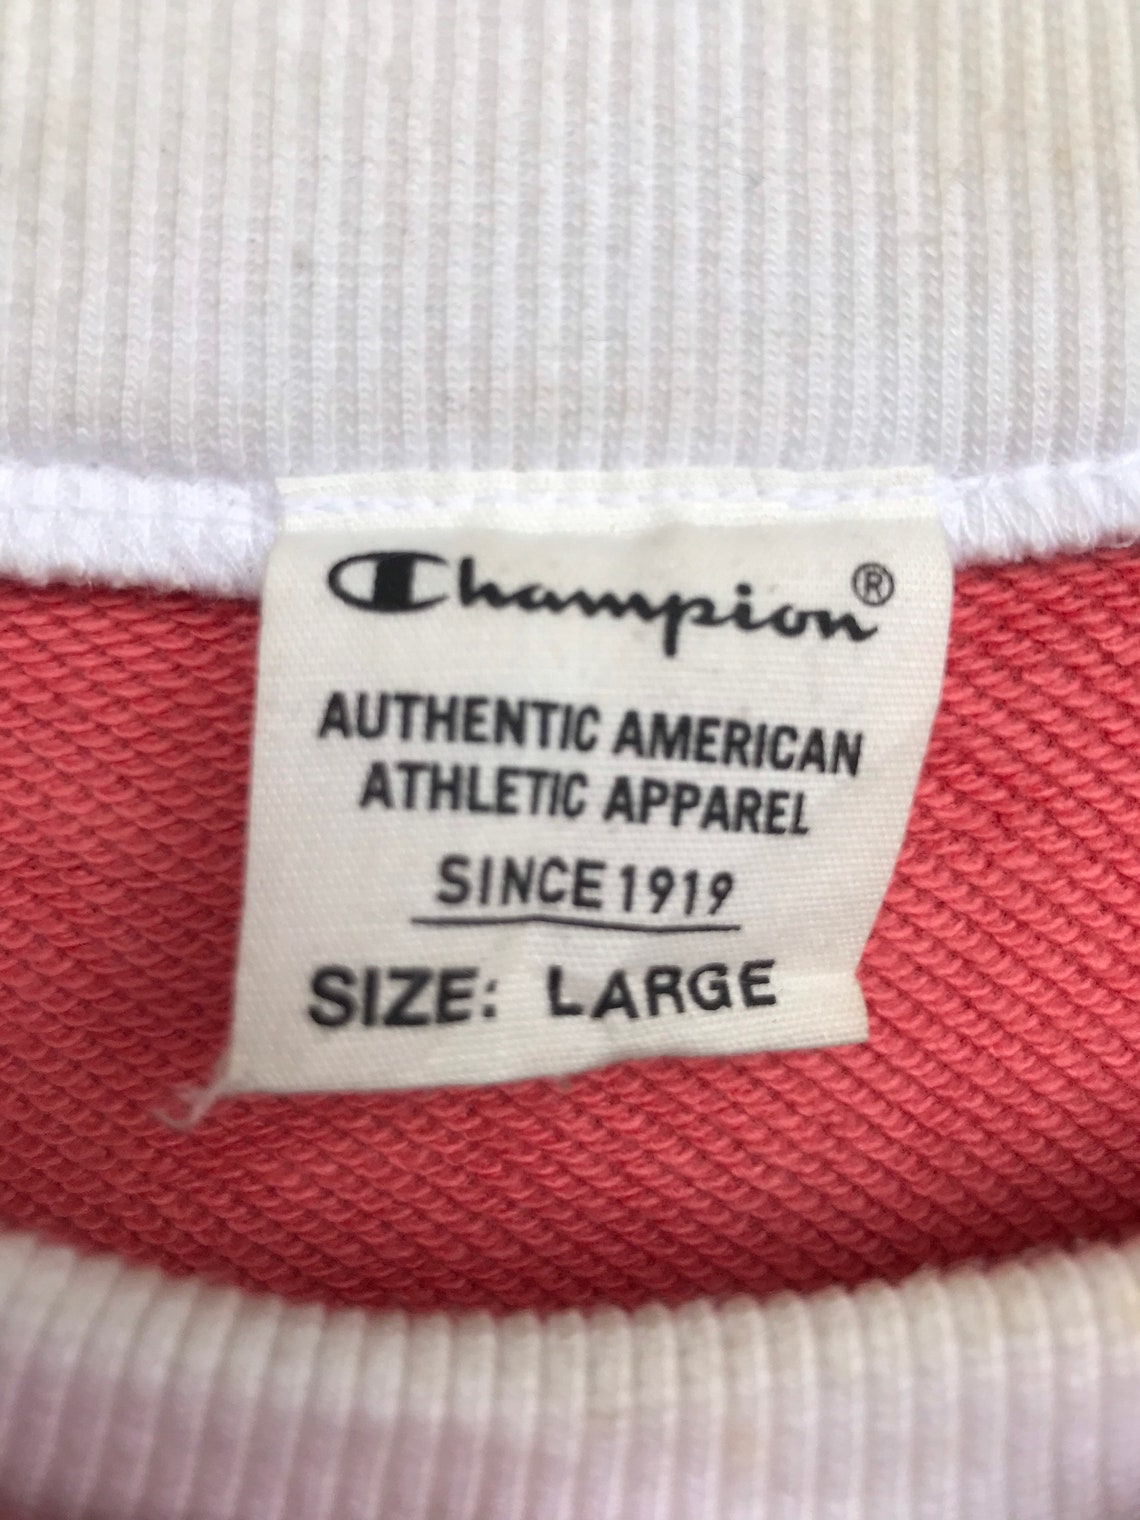 Champion®
AUTHENTIC AMERICAN
ATHLETIC APPAREL
SINCE 1919
SIZE: LARGE